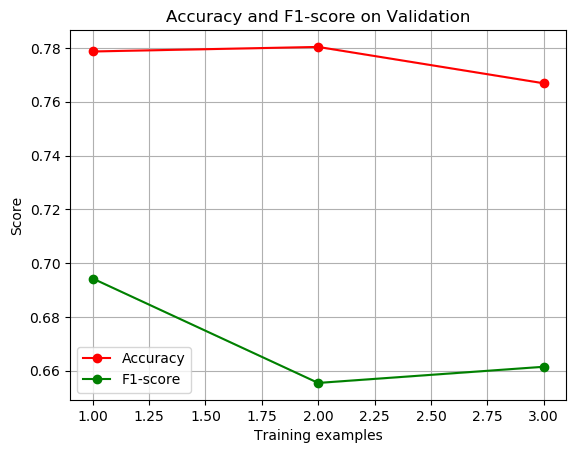 Accuracy and F1-score on Validation
Score
0.78
0.76
0.74
0.72
0.70
0.68
0.66
Accuracy
F1-score
1.00 1.25 1.50 1.75 2.00 2.25 2.50 2.75 3.00
Training examples